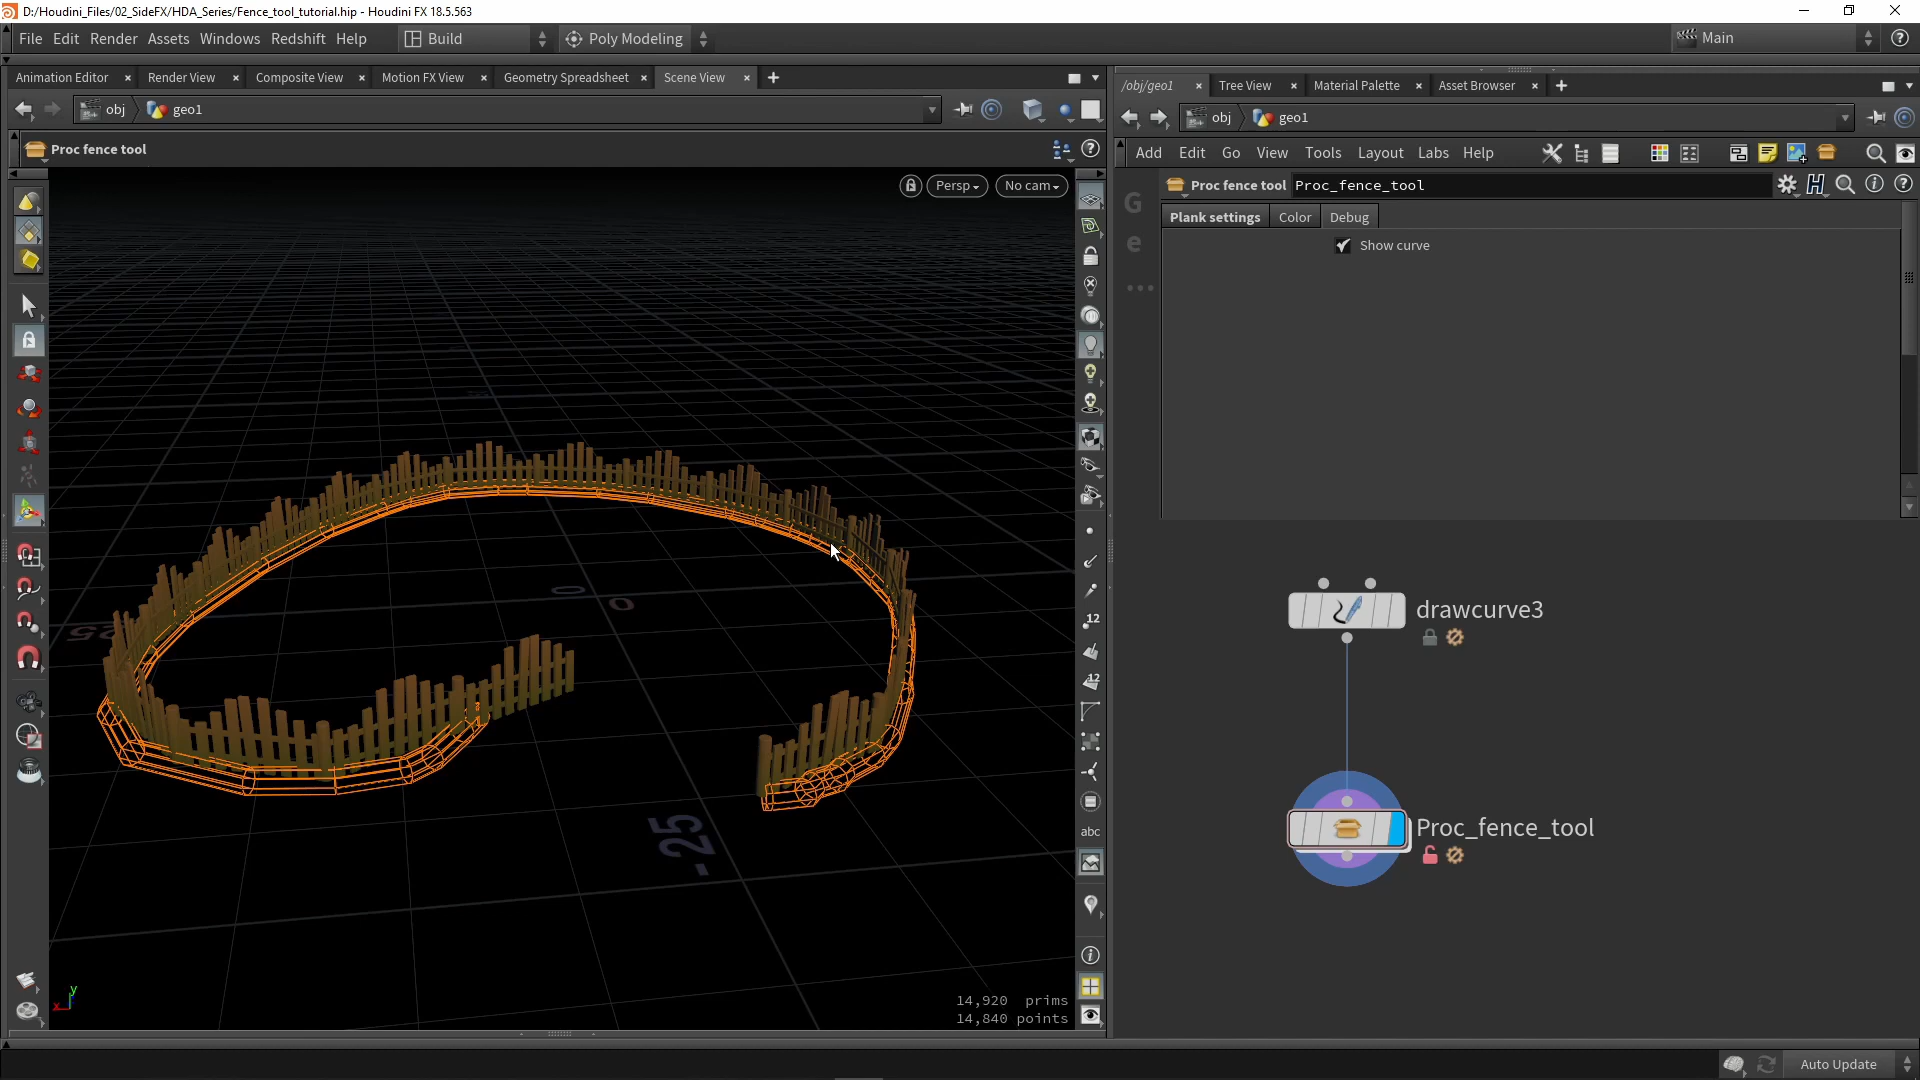 D:/Houdini_Files/02_SideFX/HDA_Series/Fence_tool_tutorial.hip - Houdini FX 18.5.563
File Edit Render Assets Windows Redshift Help Build Poly Modeling Main
Animation Editor Render View Composite View Motion FX View Geometry Spreadsheet Scene View
obj geo1
Proc fence tool
Persp No cam
0 0
25
-25
y
x
14,920 prims
14,840 points
12
12
abc
/obj/geo1 Tree View Material Palette Asset Browser
obj geo1
Add Edit Go View Tools Layout Labs Help
Proc fence tool Proc_fence_tool
Plank settings Color Debug
Show curve
G
e
...
drawcurve3
Proc_fence_tool
Auto Update